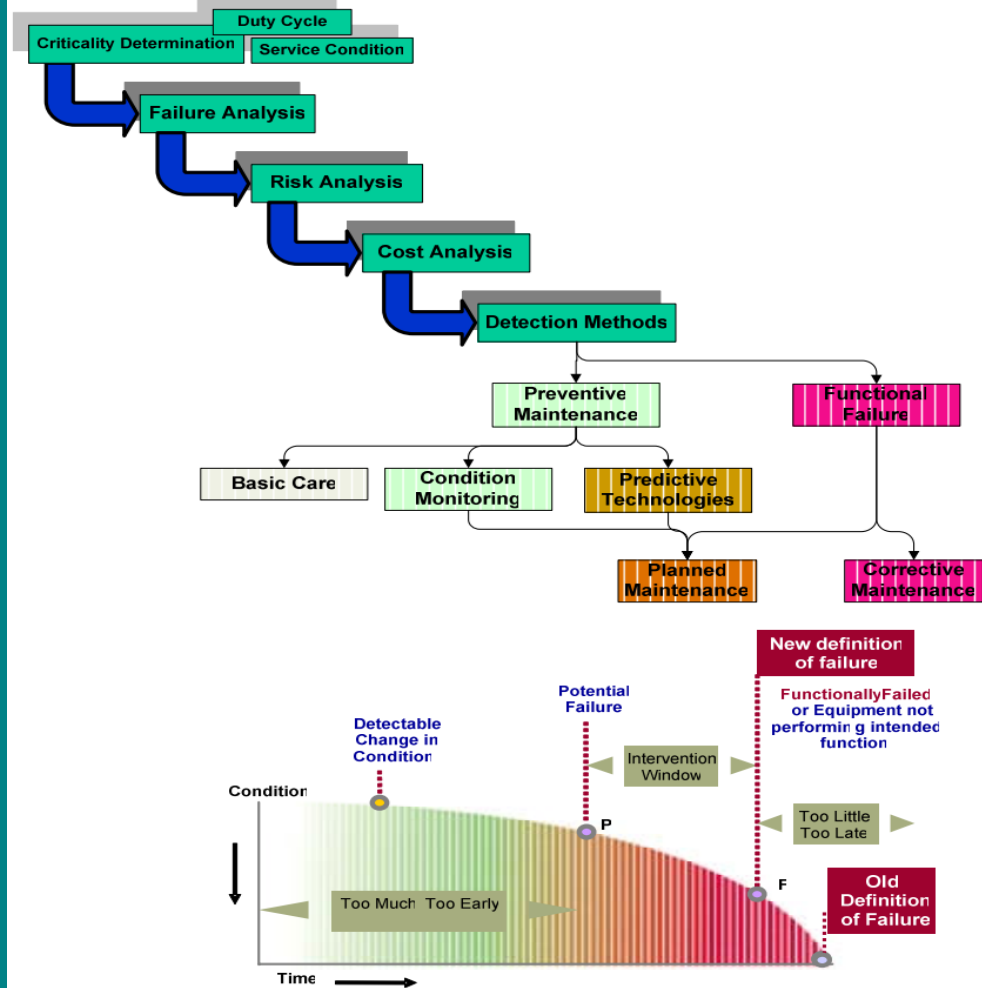 Duty Cycle
Criticality Determination
Service Condition
Failure Analysis
Risk Analysis
Cost Analysis
Detection Methods
Preventive
Maintenance
Functional
Failure
Basic Care
Condition
Monitoring
Predictive
Technologies
Planned
Maintenance
Corrective
Maintenance
New definition
of failure
Potential
Failure
FunctionallyFailed
or Equipment not
performin g intended
function
Detectable
Change in
Condition
Intervention
Window
Condition
P
Too Little
Too Late
F
Old
Definition
of Failure
Too Much Too Early
Time